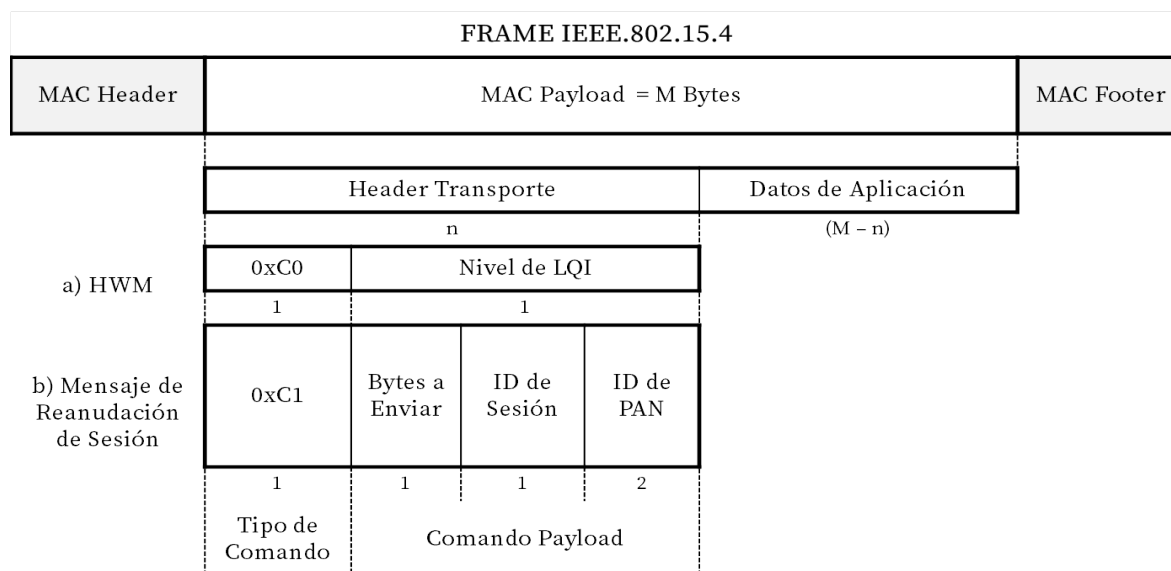 FRAME IEEE.802.15.4
MAC Header
MAC Payload = M Bytes
MAC Footer
Header Transporte
Datos de Aplicación
n
(M – n)
a) HWM
0xC0
Nivel de LQI
1
1
b) Mensaje de
Reanudación
de Sesión
0xC1
Bytes a
Enviar
ID de
Sesión
ID de
PAN
1
1
1
2
Tipo de
Comando
Comando Payload